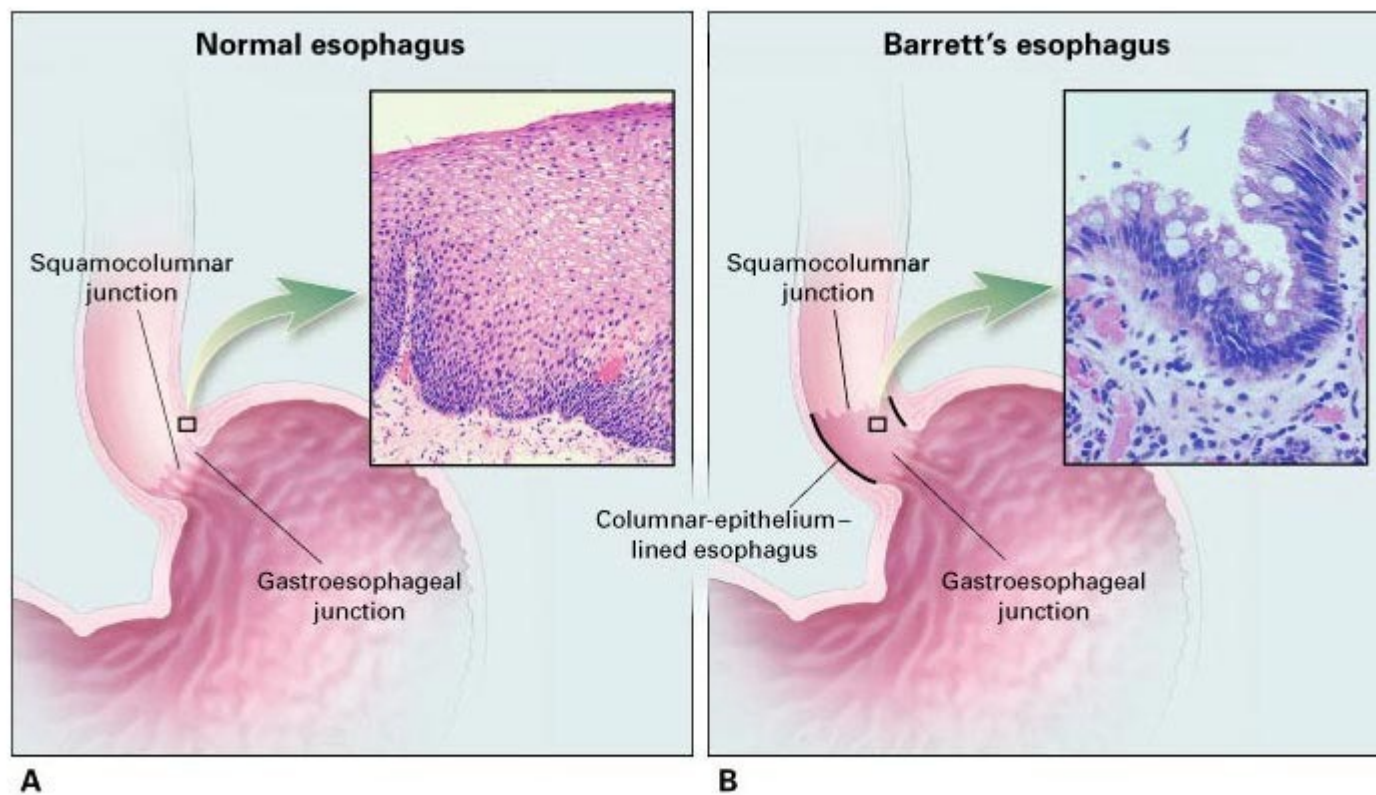 Normal esophagus
Squamocolumnar
junction
Gastroesophageal
junction
A
Barrett's esophagus
Squamocolumnar
junction
Columnar-epithelium–
lined esophagus
Gastroesophageal
junction
B